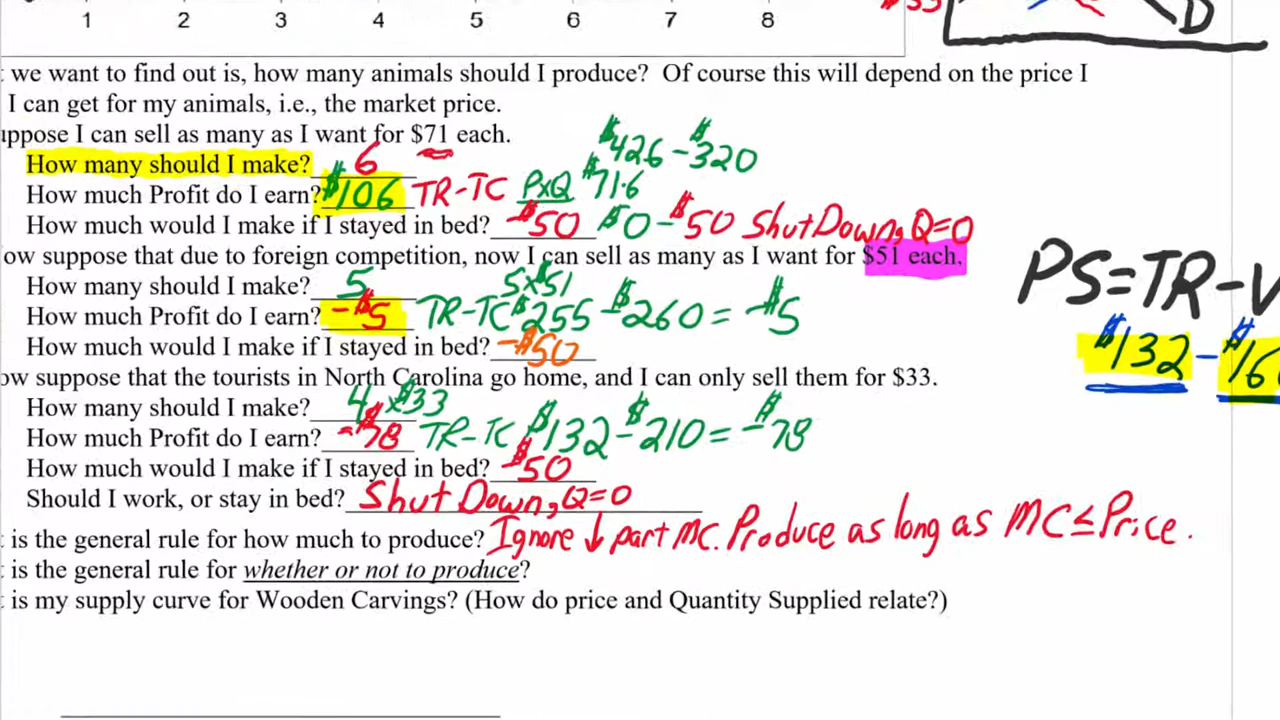 1 2 3 4 5 6 7 8
$33
D
we want to find out is, how many animals should I produce? Of course this will depend on the price I
I can get for my animals, i.e., the market price.
uppose I can sell as many as I want for $71 each.
$426 - $320
How many should I make? 6
How much Profit do I earn? $106 TR-TC PxQ $71·6
How much would I make if I stayed in bed? -$50 $0 - $50 Shut Down, Q=0
ow suppose that due to foreign competition, now I can sell as many as I want for $51 each.
How many should I make? 5 5x$51
How much Profit do I earn? -$5 TR-TC $255 - $260 = -$5
How much would I make if I stayed in bed? -$50
PS=TR-V
$132 - $16
ow suppose that the tourists in North Carolina go home, and I can only sell them for $33.
How many should I make? 4 x$33
How much Profit do I earn? -$78 TR-TC $132 - $210 = -$78
How much would I make if I stayed in bed? -$50
Should I work, or stay in bed? Shut Down, Q=0
is the general rule for how much to produce? Ignore ↓ part MC. Produce as long as MC≤Price.
is the general rule for whether or not to produce?
is my supply curve for Wooden Carvings? (How do price and Quantity Supplied relate?)